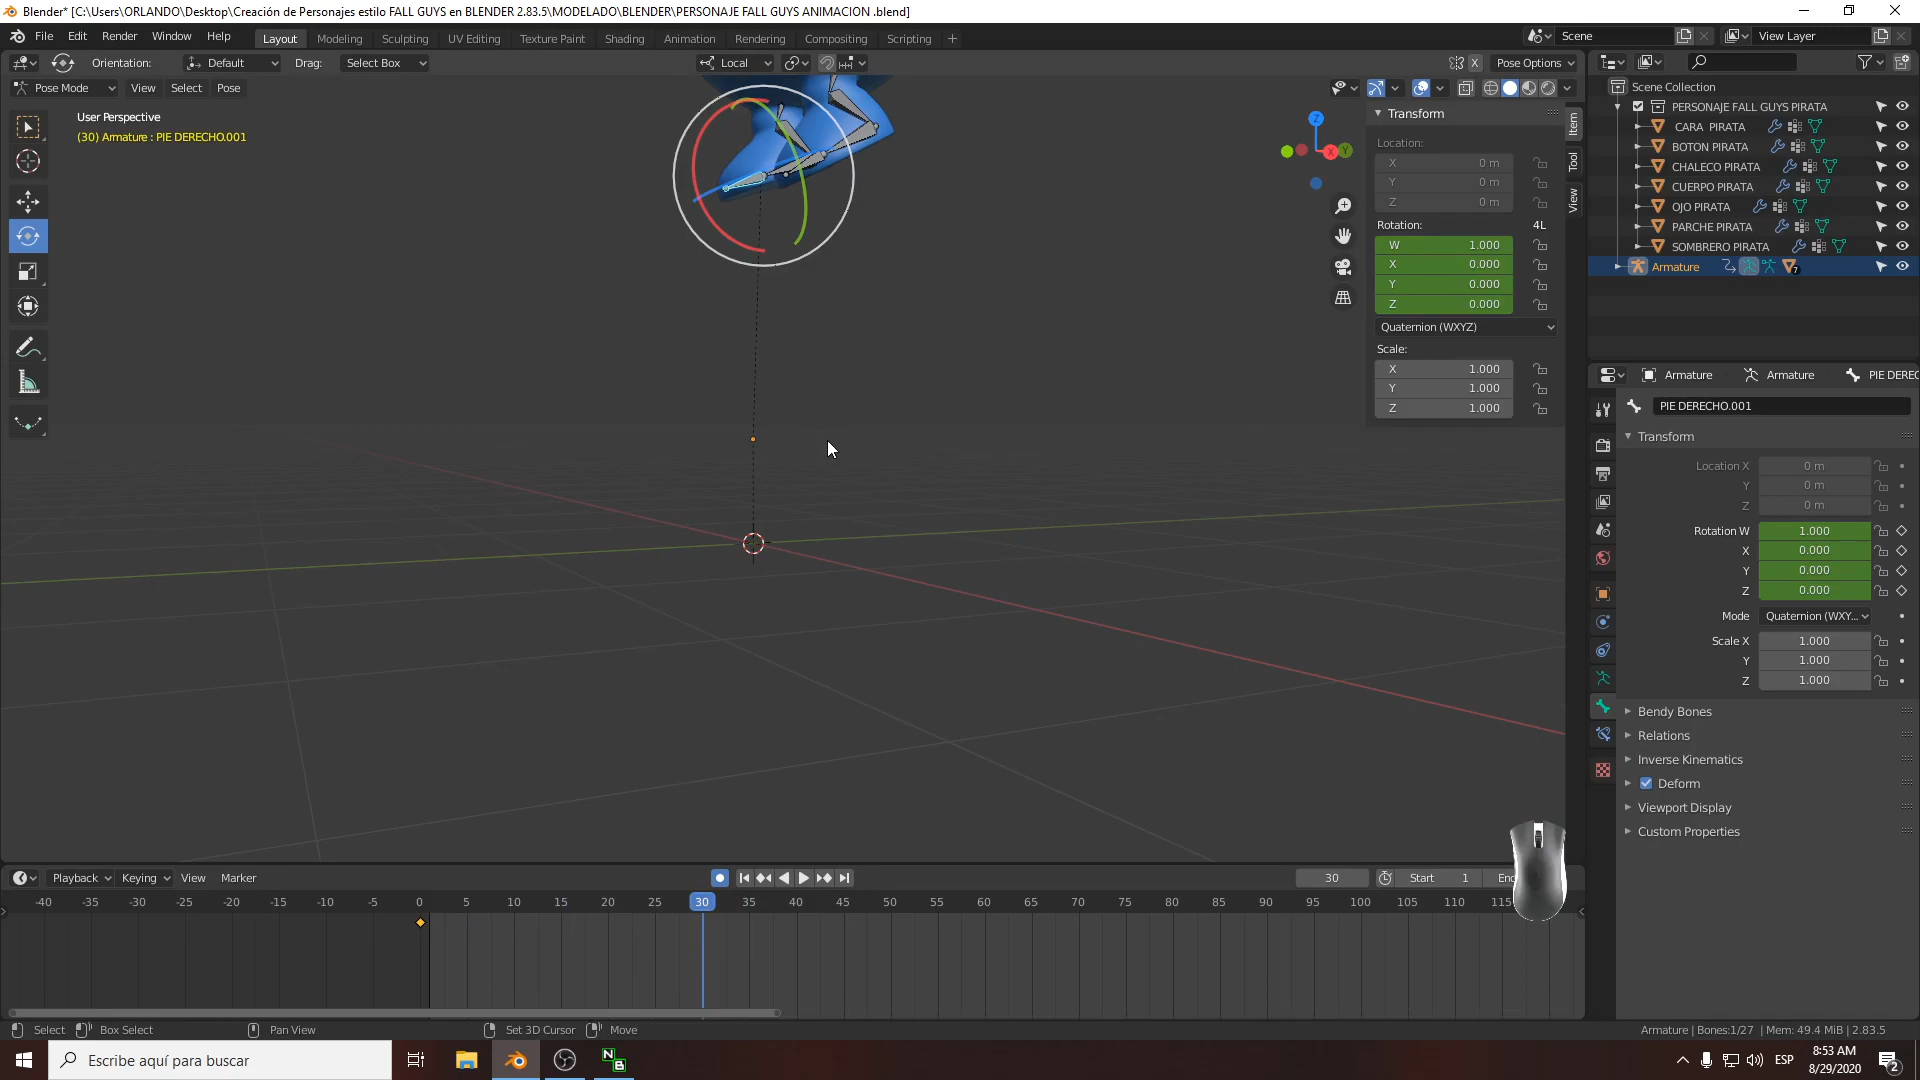 Blender* [C:\Users\ORLANDO\Desktop\Creación de Personajes estilo FALL GUYS en BLENDER 2.83.5\MODELADO\BLENDER\PERSONAJE FALL GUYS ANIMACION .blend]
File Edit Render Window Help Layout Modeling Sculpting UV Editing Texture Paint Shading Animation Rendering Compositing Scripting + Scene View Layer
Orientation: Default Drag: Select Box Local X Pose Options
Pose Mode View Select Pose
User Perspective
(30) Armature : PIE DERECHO.001
Z
X
Y
Transform
Location:
X 0 m
Y 0 m
Z 0 m
Rotation: 4L
W 1.000
X 0.000
Y 0.000
Z 0.000
Quaternion (WXYZ)
Scale:
X 1.000
Y 1.000
Z 1.000
Item
Tool
View
Scene Collection
PERSONAJE FALL GUYS PIRATA
CARA PIRATA
BOTON PIRATA
CHALECO PIRATA
CUERPO PIRATA
OJO PIRATA
PARCHE PIRATA
SOMBRERO PIRATA
Armature 7
Armature Armature PIE DEREC
PIE DERECHO.001
Transform
Location X 0 m
Y 0 m
Z 0 m
Rotation W 1.000
X 0.000
Y 0.000
Z 0.000
Mode Quaternion (WXY...
Scale X 1.000
Y 1.000
Z 1.000
Bendy Bones
Relations
Inverse Kinematics
Deform
Viewport Display
Custom Properties
Playback Keying View Marker 30 Start 1
-40 -35 -30 -25 -20 -15 -10 -5 5 10 15 20 25 30 35 40 45 50 55 60 65 70 75 80 85 90 95 100 105 110
Select Box Select Pan View Set 3D Cursor Move Armature | Bones:1/27 | Mem: 49.4 MiB | 2.83.5
Escribe aquí para buscar N B ESP 8:53 AM
8/29/2020 2